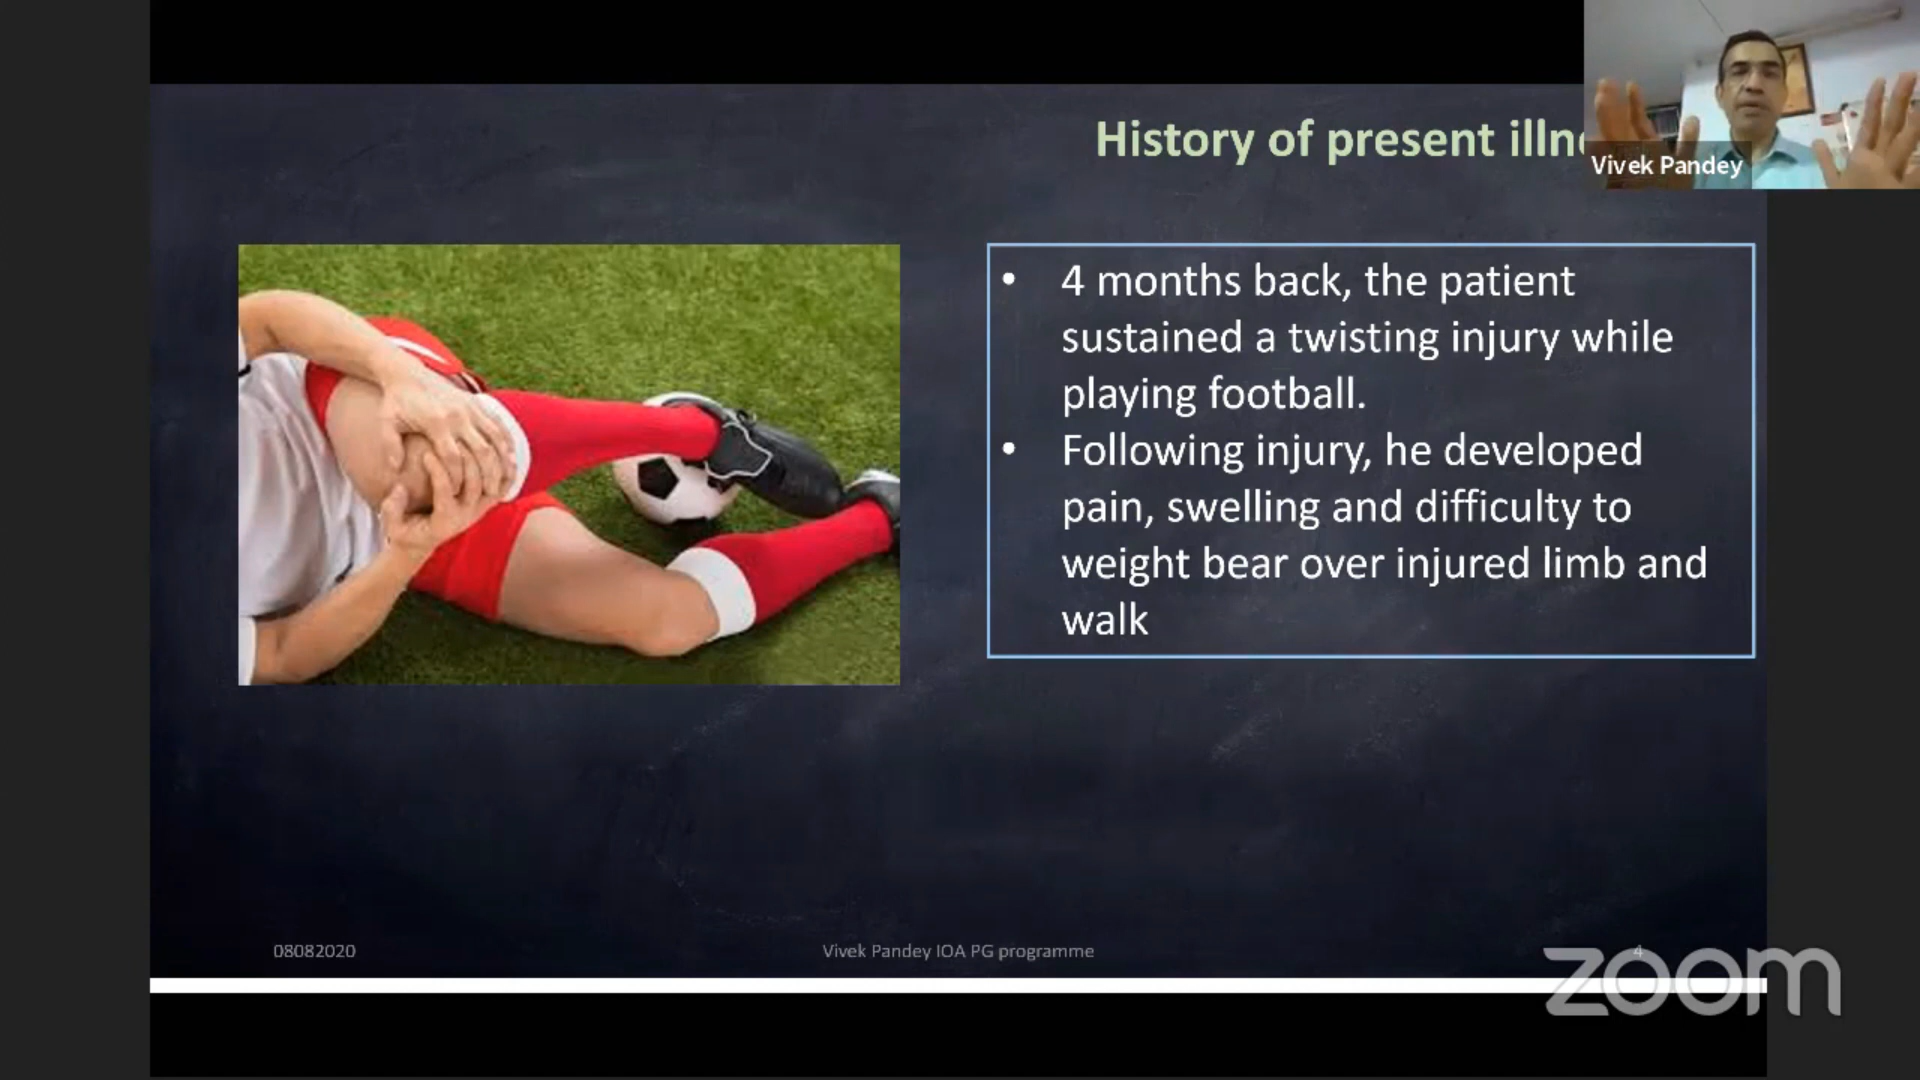 History of present illn
Vivek Pandey
• 4 months back, the patient
sustained a twisting injury while
playing football.
• Following injury, he developed
pain, swelling and difficulty to
weight bear over injured limb and
walk
08082020
Vivek Pandey IOA PG programme
4
zoom